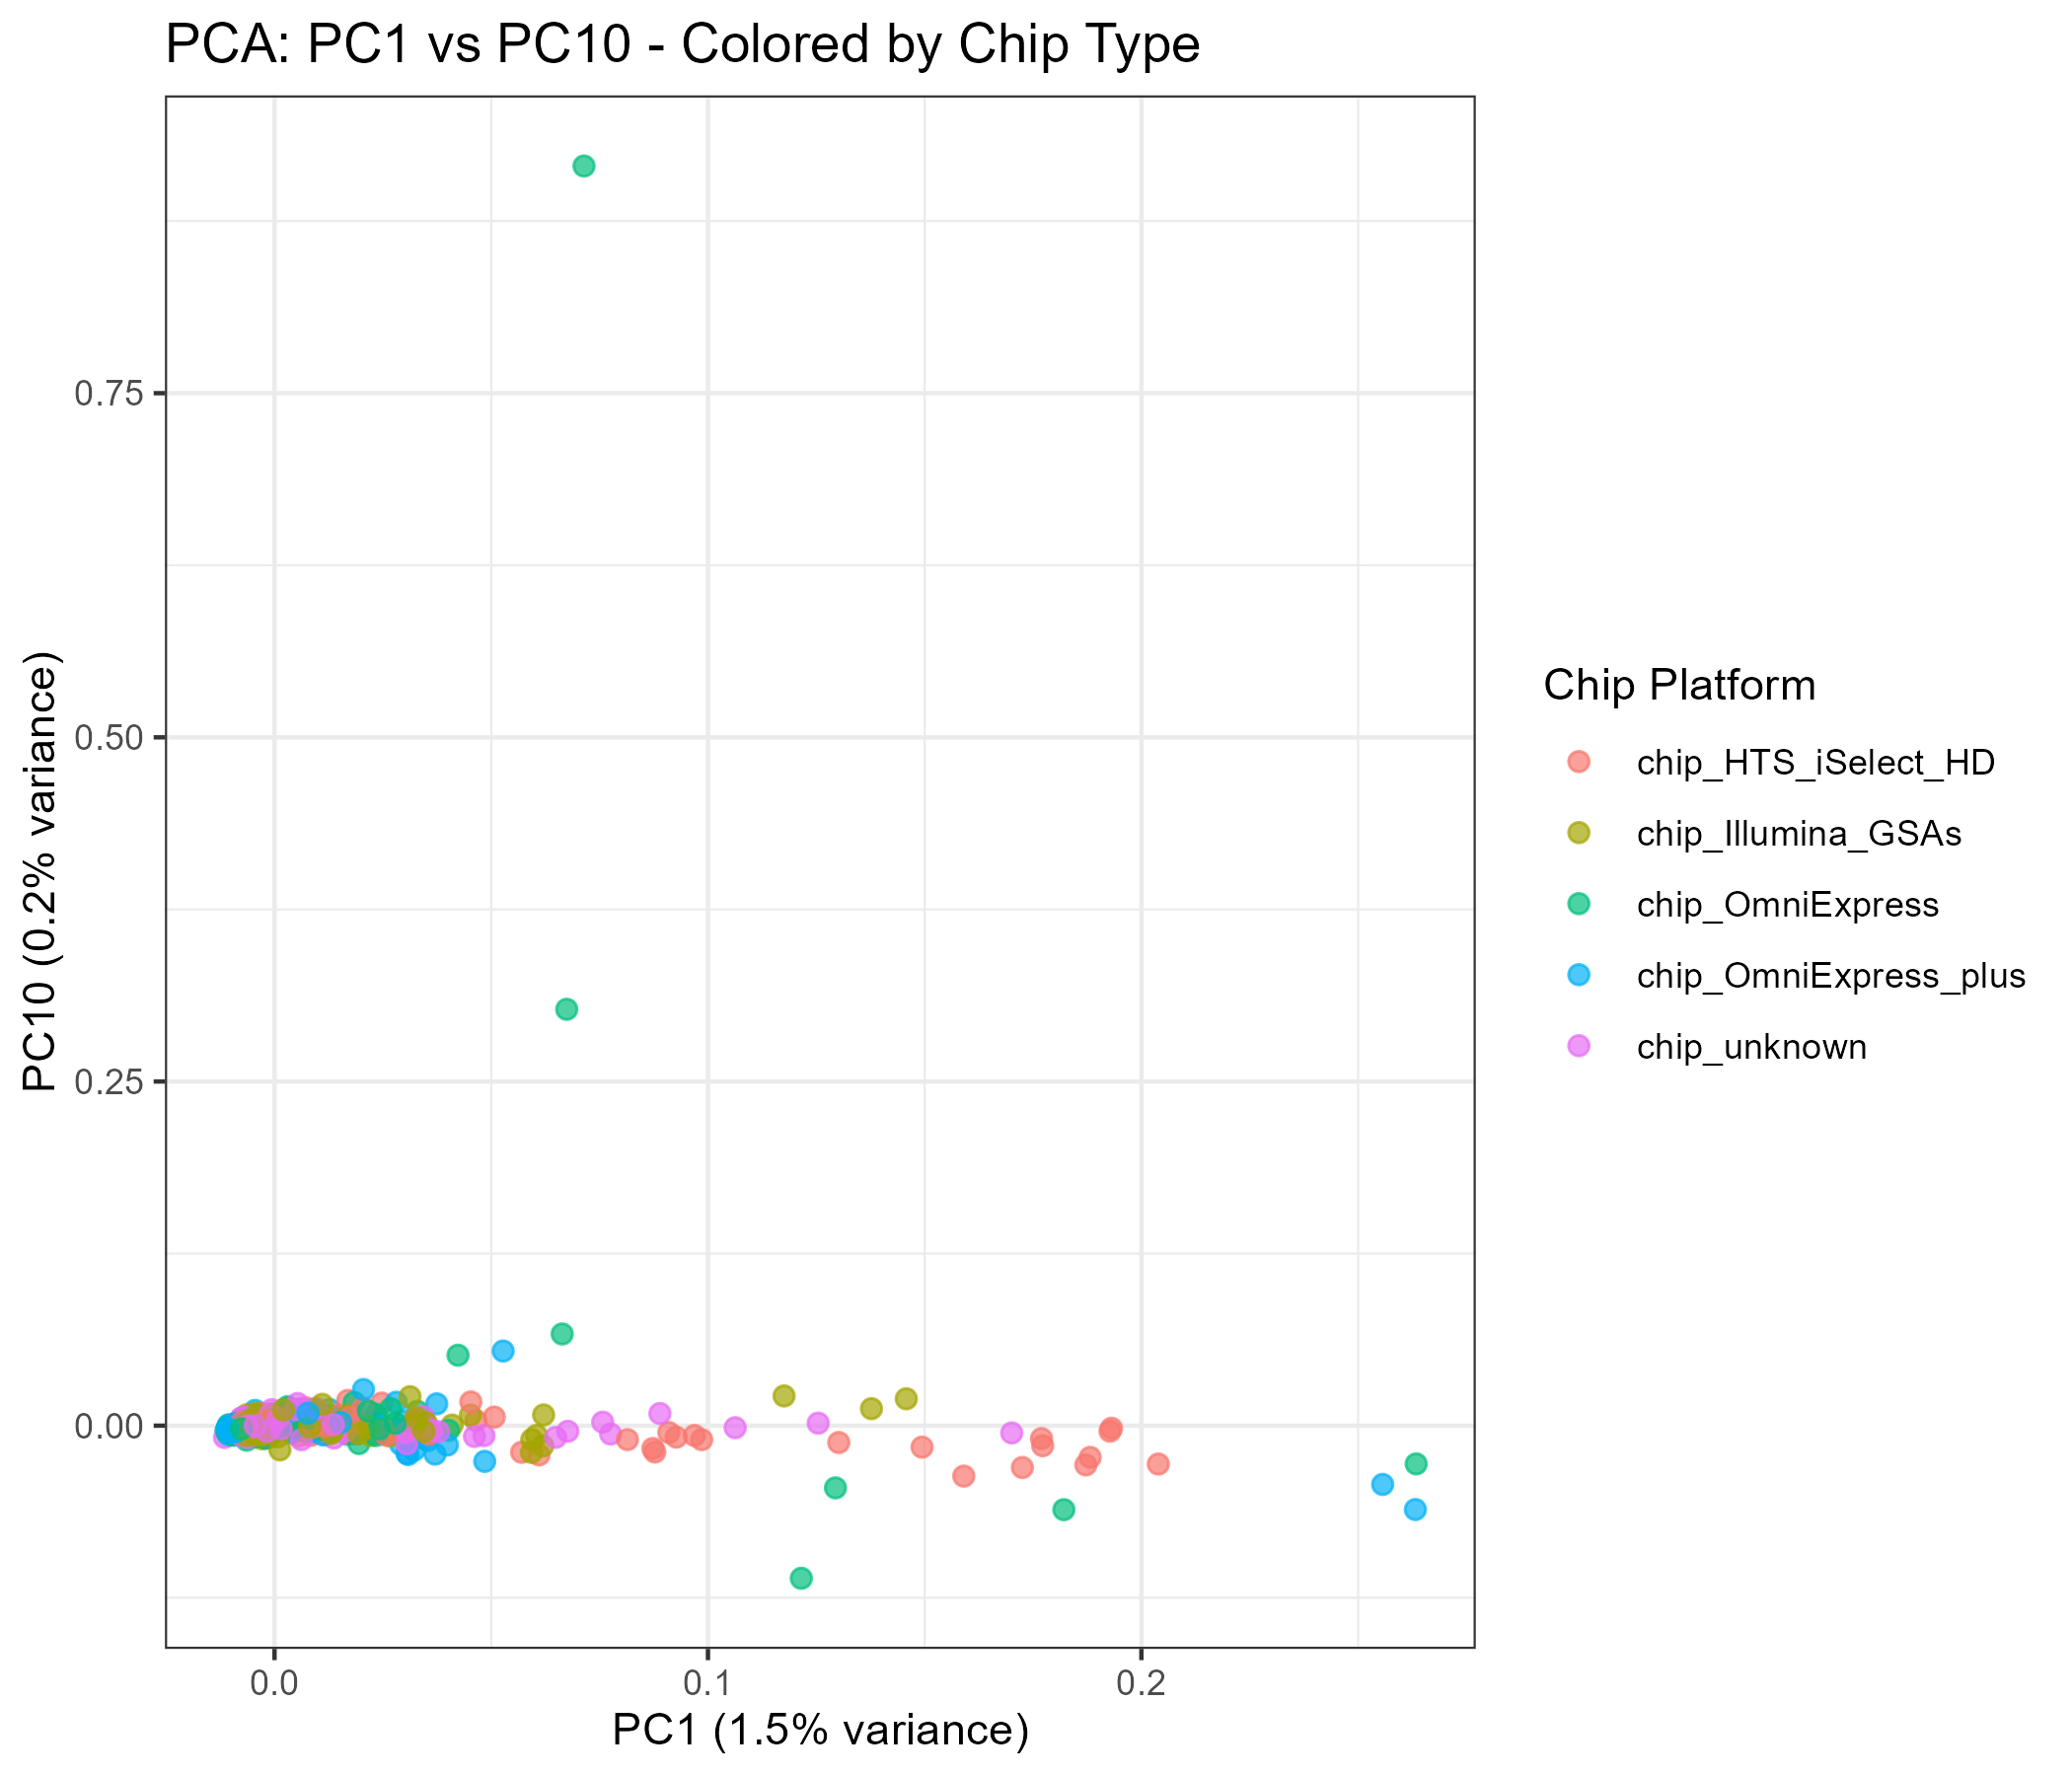 PCA: PC1 vs PC10 - Colored by Chip Type
PC10 (0.2% variance)
0.75
0.50
0.25
0.00
0.0
0.1
0.2
PC1 (1.5% variance)
Chip Platform
chip_HTS_iSelect_HD
chip_Illumina_GSAs
chip_OmniExpress
chip_OmniExpress_plus
chip_unknown